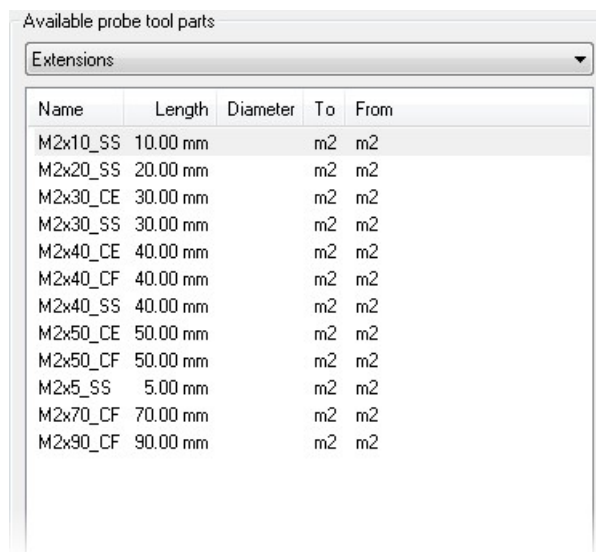 Available probe tool parts
Extensions
Name Length Diameter To From
M2x10_SS 10.00 mm m2 m2
M2x20_SS 20.00 mm m2 m2
M2x30_CE 30.00 mm m2 m2
M2x30_SS 30.00 mm m2 m2
M2x40_CE 40.00 mm m2 m2
M2x40_CF 40.00 mm m2 m2
M2x40_SS 40.00 mm m2 m2
M2x50_CE 50.00 mm m2 m2
M2x50_CF 50.00 mm m2 m2
M2x5_SS 5.00 mm m2 m2
M2x70_CF 70.00 mm m2 m2
M2x90_CF 90.00 mm m2 m2